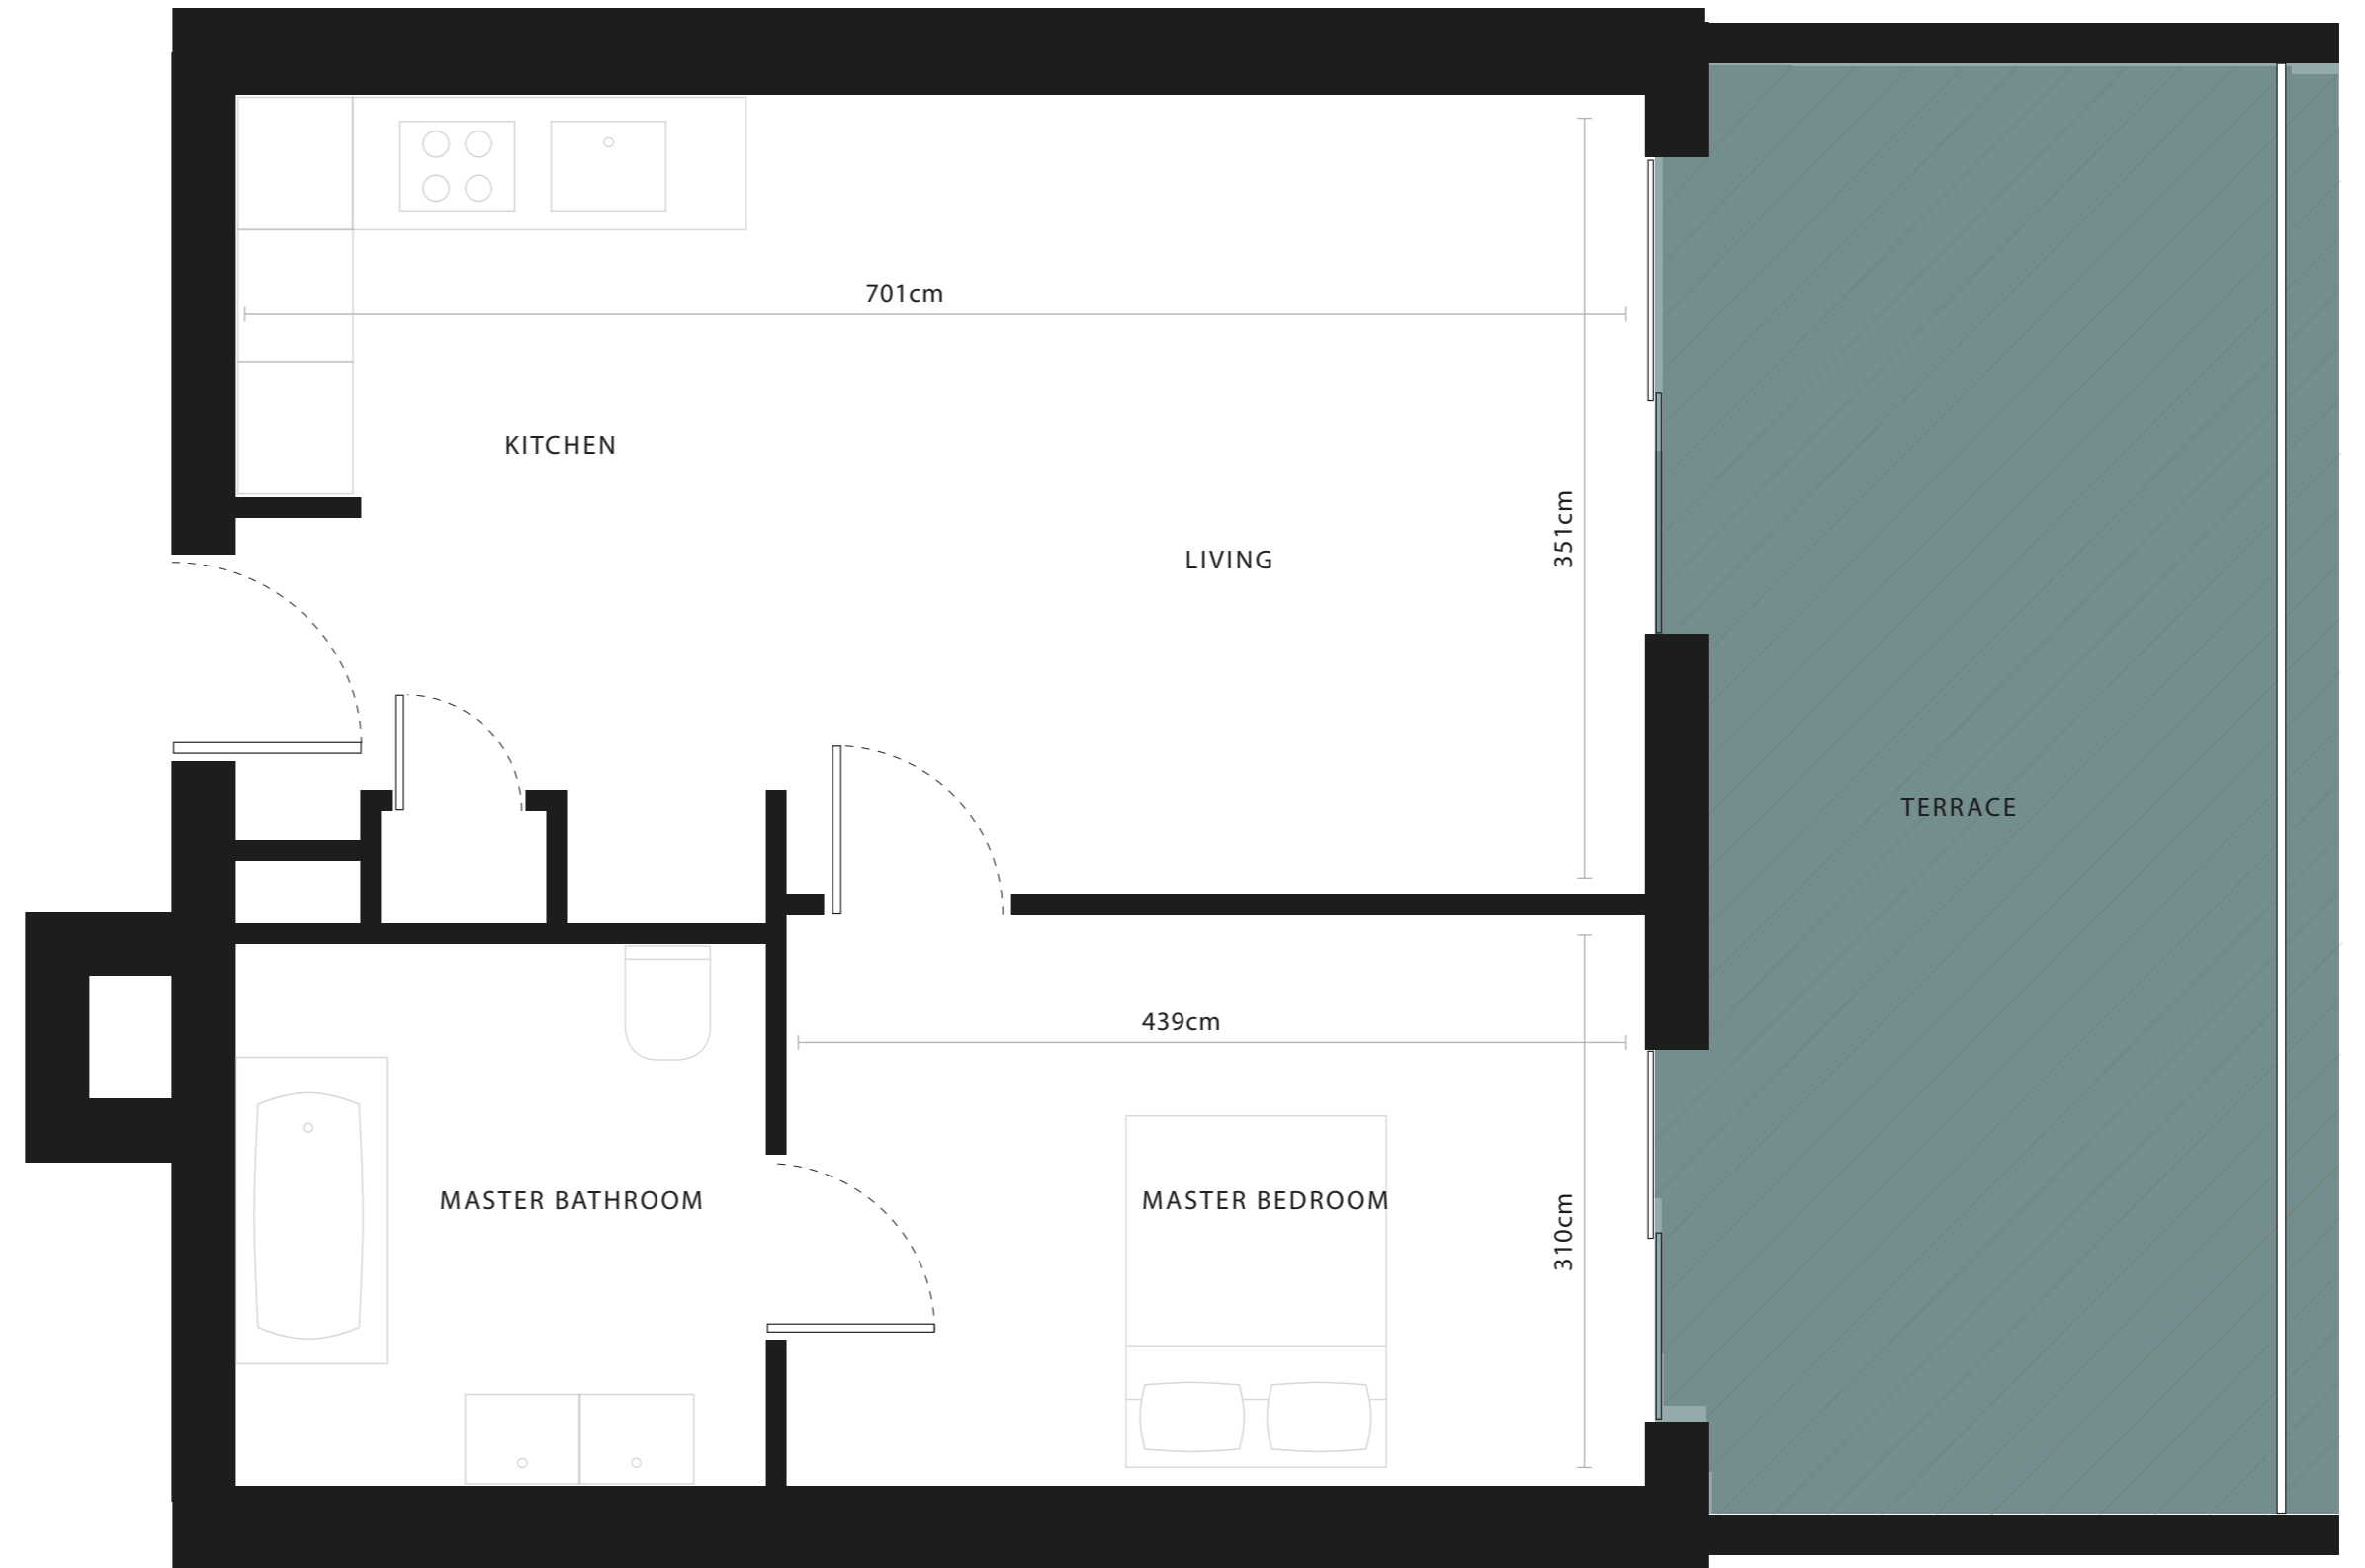 701cm
KITCHEN
351cm
LIVING
TERRACE
439cm
MASTER BATHROOM
MASTER BEDROOM
310cm